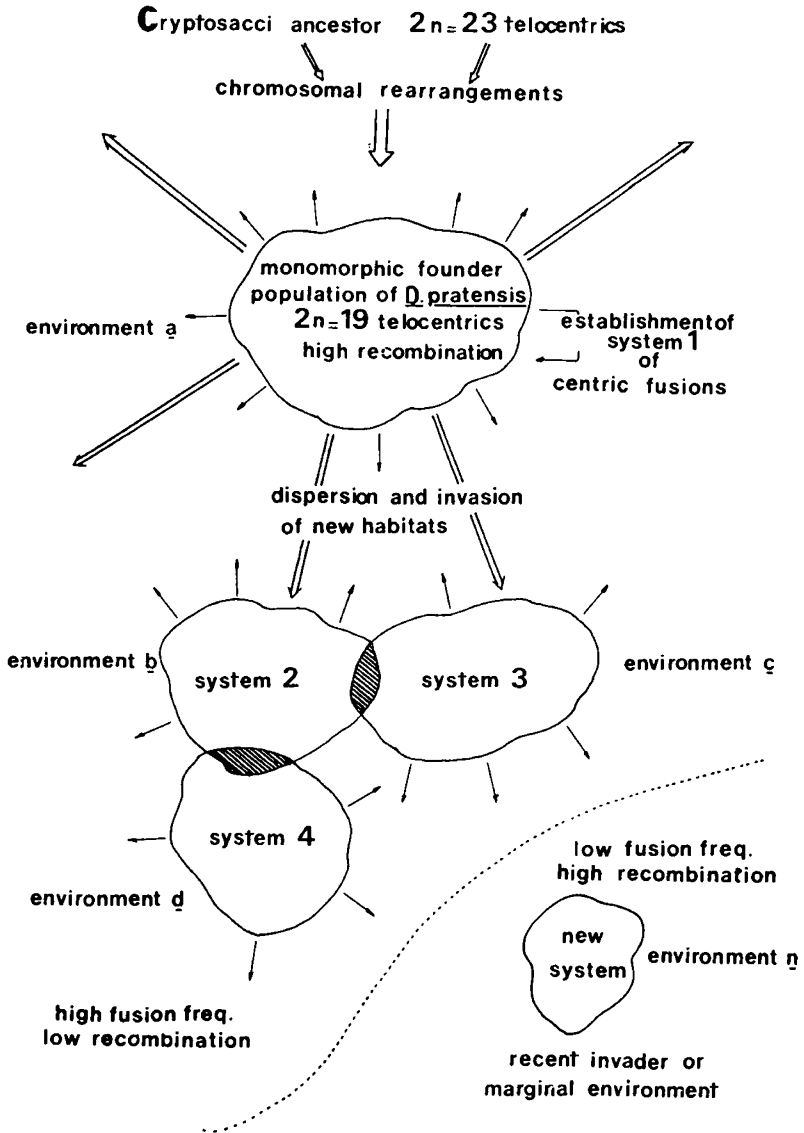 Cryptosacci ancestor 2n=23 telocentrics
chromosomal rearrangements
monomorphic founder
population of D. pratensis
2n=19 telocentrics
high recombination
environment a
establishment of
system 1
of
centric fusions
dispersion and invasion
of new habitats
environment b
system 2
system 3
environment c
system 4
environment d
low fusion freq.
high recombination
new
system
environment n
high fusion freq.
low recombination
recent invader or
marginal environment